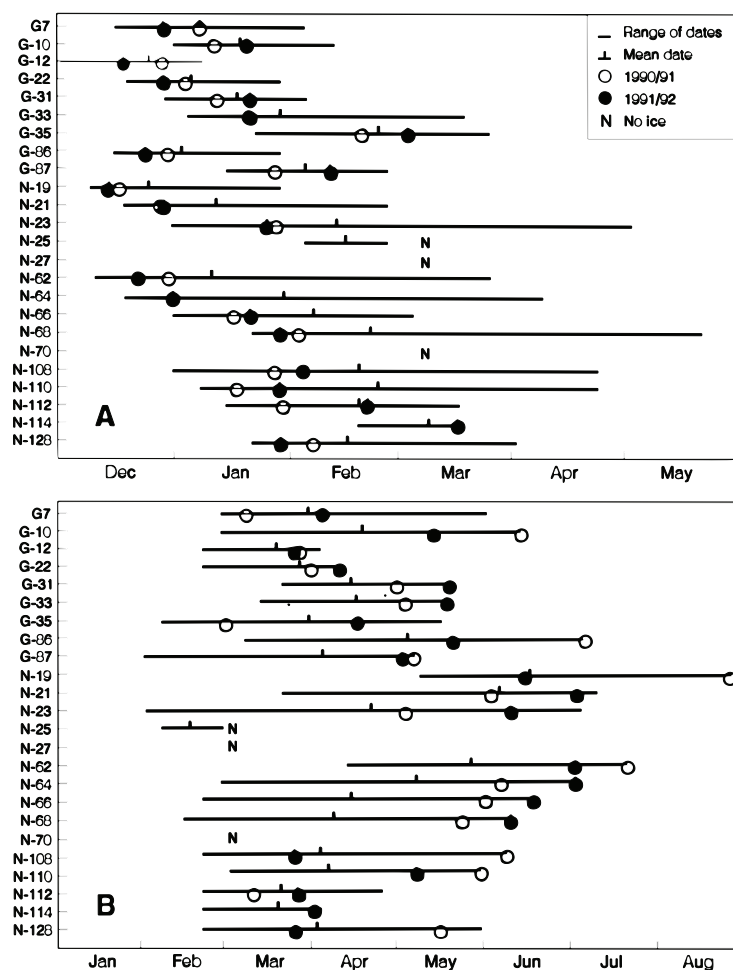 G7
G-10
G-12
G-22
G-31
G-33
G-35
G-86
G-87
N-19
N-21
N-23
N-25 N
N-27 N
N-62
N-64
N-66
N-68
N-70 N
N-108
N-110
N-112
N-114
N-128
A
Range of dates
Mean date
1990/91
1991/92
N No ice
Dec Jan Feb Mar Apr May
G7
G-10
G-12
G-22
G-31
G-33
G-35
G-86
G-87
N-19
N-21
N-23
N-25 N
N-27 N
N-62
N-64
N-66
N-68
N-70 N
N-108
N-110
N-112
N-114
N-128
B
Jan Feb Mar Apr May Jun Jul Aug